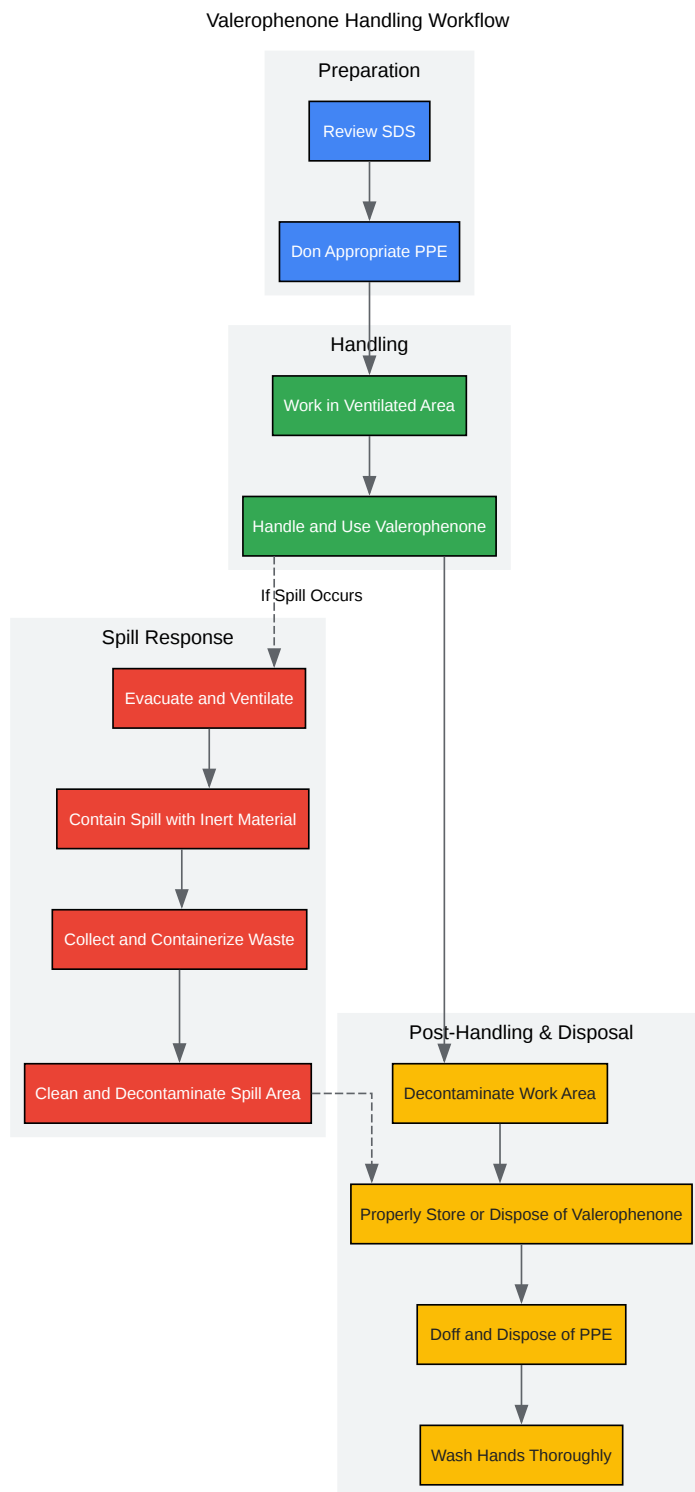 Valerophenone Handling Workflow
Preparation
Review SDS
Don Appropriate PPE
Handling
Work in Ventilated Area
Handle and Use Valerophenone
If Spill Occurs
Spill Response
Evacuate and Ventilate
Contain Spill with Inert Material
Collect and Containerize Waste
Clean and Decontaminate Spill Area
Post-Handling & Disposal
Decontaminate Work Area
Properly Store or Dispose of Valerophenone
Doff and Dispose of PPE
Wash Hands Thoroughly